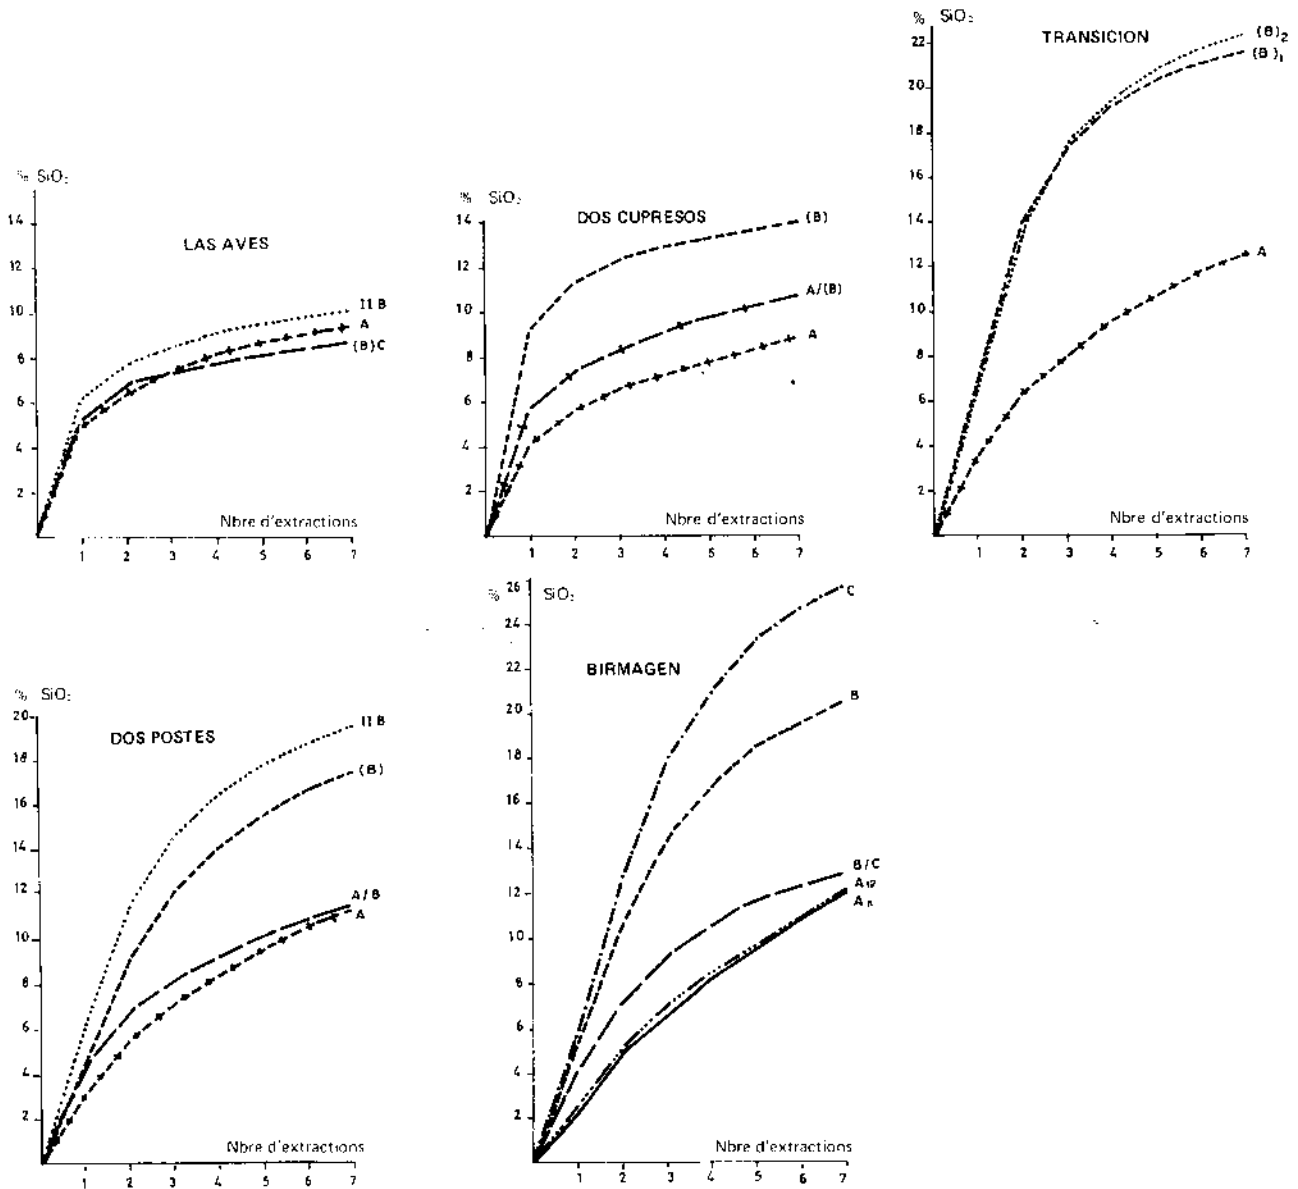 % SiO₂
LAS AVES
14
12
10
8
6
4
2
II B
A
(B)C
Nbre d'extractions
1 2 3 4 5 6 7
% SiO₂
DOS CUPRESOS
14
12
10
8
6
4
2
(B)
A/(B)
A
Nbre d'extractions
1 2 3 4 5 6 7
% SiO₂
TRANSICION
22
20
18
16
14
12
10
8
6
4
2
(B)₂
(B)₁
A
Nbre d'extractions
1 2 3 4 5 6 7
% SiO₂
DOS POSTES
20
18
16
14
12
10
8
6
4
2
II B
(B)
A/B
A
Nbre d'extractions
1 2 3 4 5 6 7
% SiO₂
BIRMAGEN
26
24
22
20
18
16
14
12
10
8
6
4
2
C
B
B/C
Nbre d'extractions
1 2 3 4 5 6 7